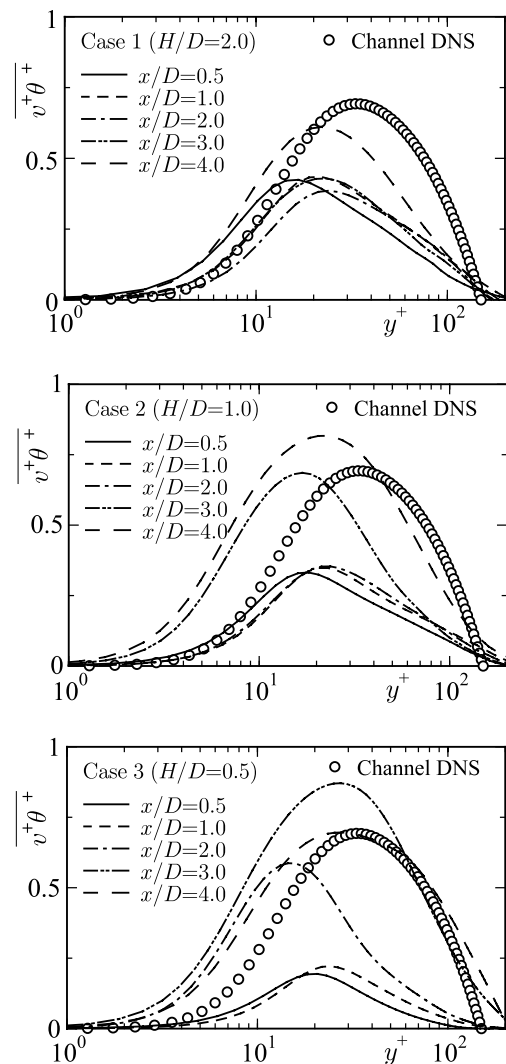 1
Case 1 (H/D=2.0) Channel DNS
x/D=0.5
x/D=1.0
x/D=2.0
x/D=3.0
x/D=4.0
v⁺θ⁺
0.5
0
10⁰ 10¹ y⁺ 10²
1
Case 2 (H/D=1.0) Channel DNS
x/D=0.5
x/D=1.0
x/D=2.0
x/D=3.0
x/D=4.0
v⁺θ⁺
0.5
0
10⁰ 10¹ y⁺ 10²
1
Case 3 (H/D=0.5) Channel DNS
x/D=0.5
x/D=1.0
x/D=2.0
x/D=3.0
x/D=4.0
v⁺θ⁺
0.5
0
10⁰ 10¹ y⁺ 10²